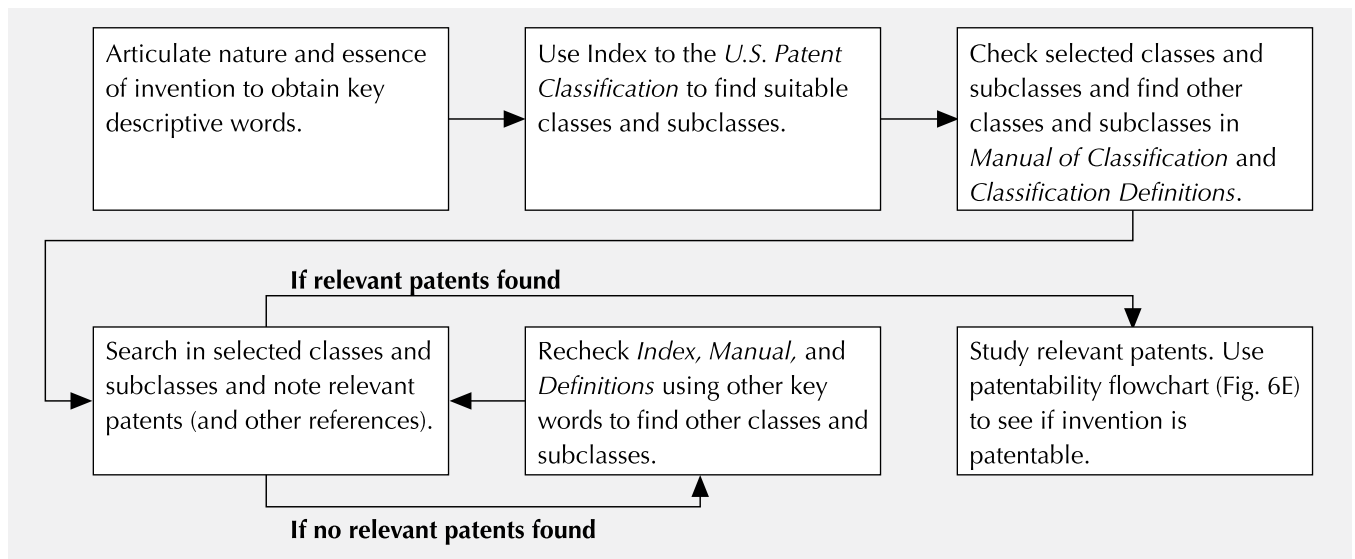 Articulate nature and essence
of invention to obtain key
descriptive words.
Use Index to the U.S. Patent
Classification to find suitable
classes and subclasses.
Check selected classes and
subclasses and find other
classes and subclasses in
Manual of Classification and
Classification Definitions.
If relevant patents found
Search in selected classes and
subclasses and note relevant
patents (and other references).
Recheck Index, Manual, and
Definitions using other key
words to find other classes and
subclasses.
Study relevant patents. Use
patentability flowchart (Fig. 6E)
to see if invention is
patentable.
If no relevant patents found